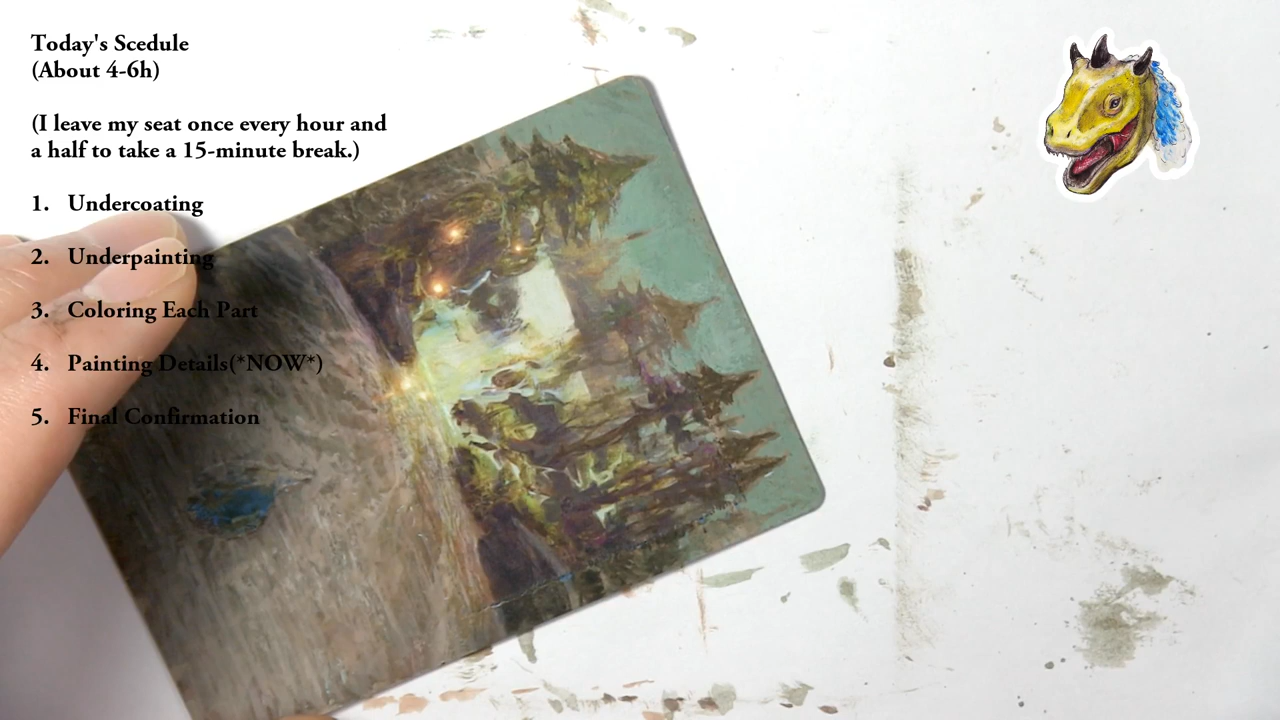 Today's Scedule
(About 4-6h)
(I leave my seat once every hour and
a half to take a 15-minute break.)
1. Undercoating
2. Underpainting
3. Coloring Each Part
4. Painting Details(*NOW*)
5. Final Confirmation